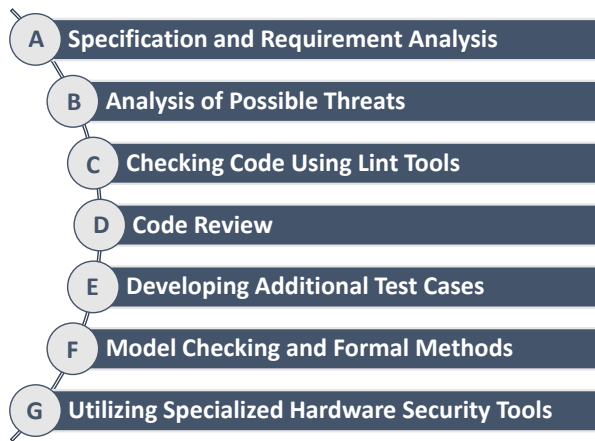 A Specification and Requirement Analysis
B Analysis of Possible Threats
C Checking Code Using Lint Tools
D Code Review
E Developing Additional Test Cases
F Model Checking and Formal Methods
G Utilizing Specialized Hardware Security Tools